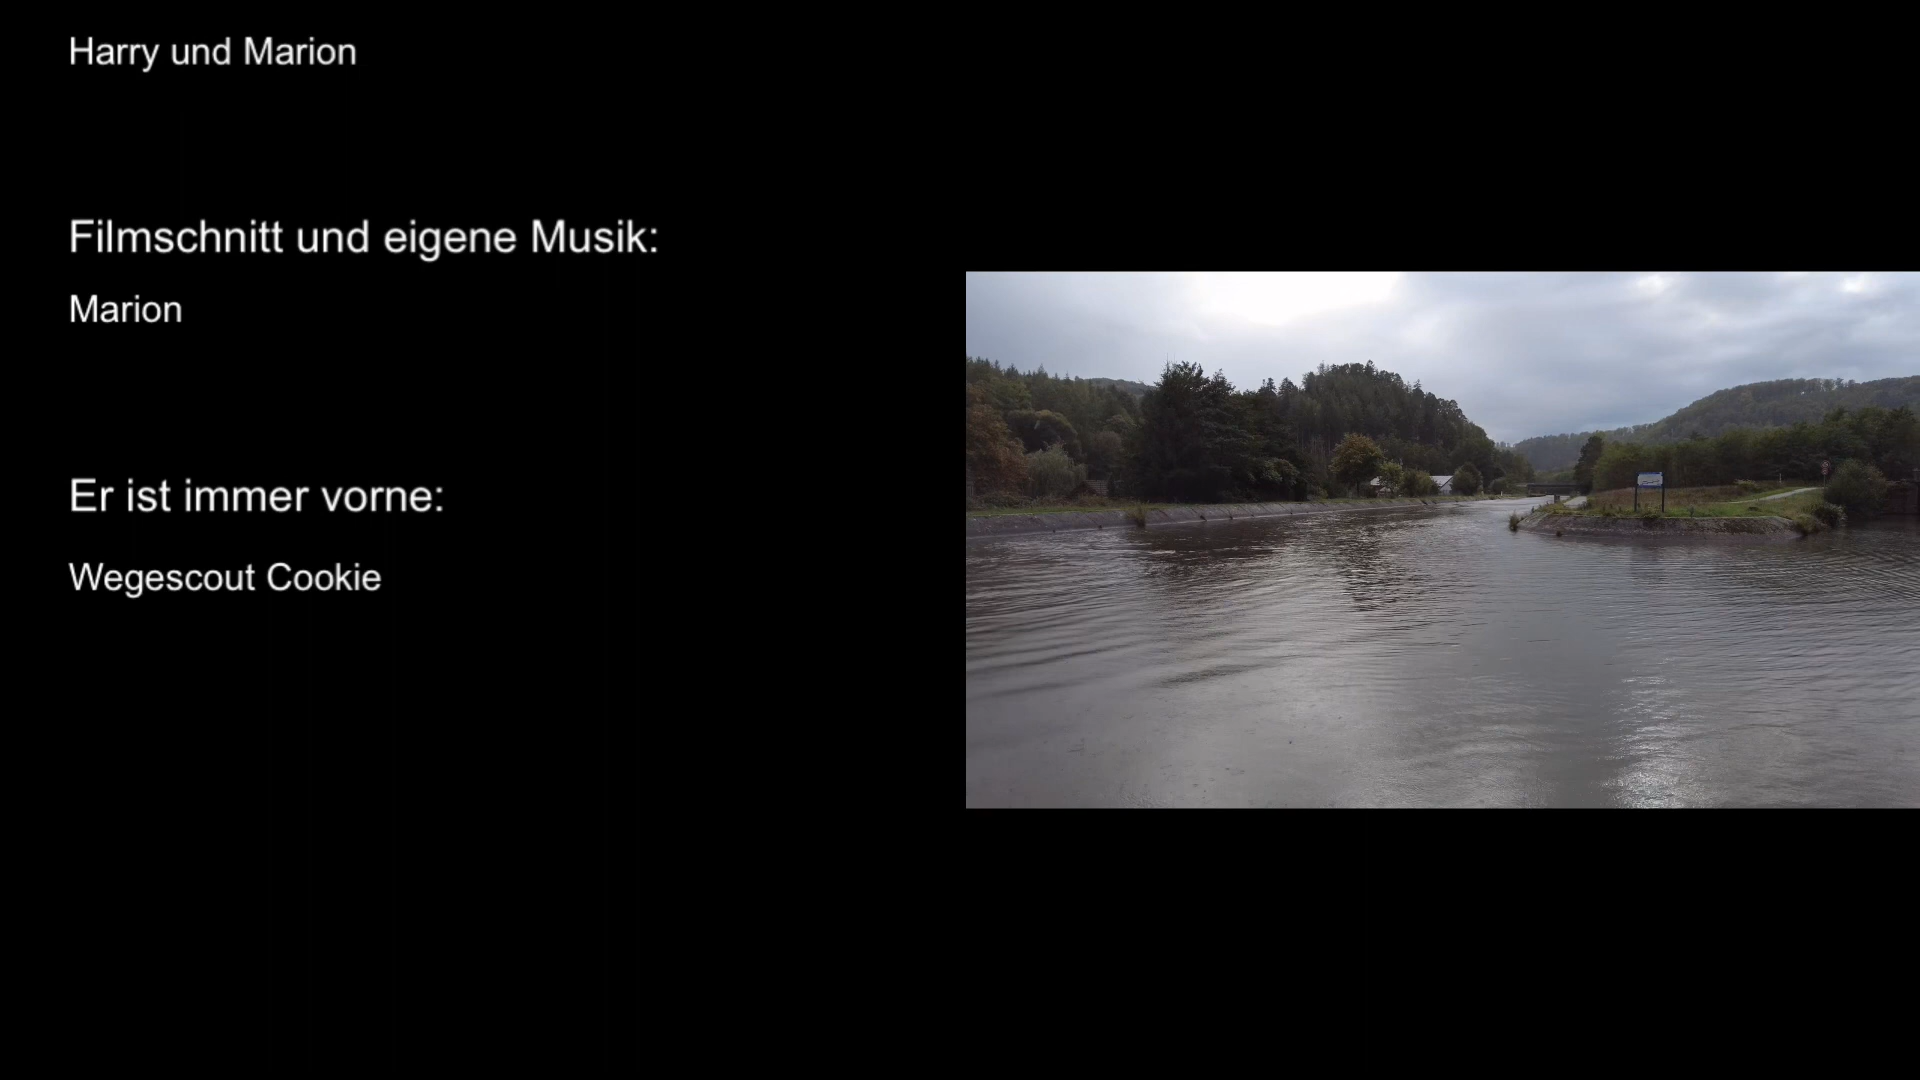 Harry und Marion
Filmschnitt und eigene Musik:
Marion
Er ist immer vorne:
Wegescout Cookie